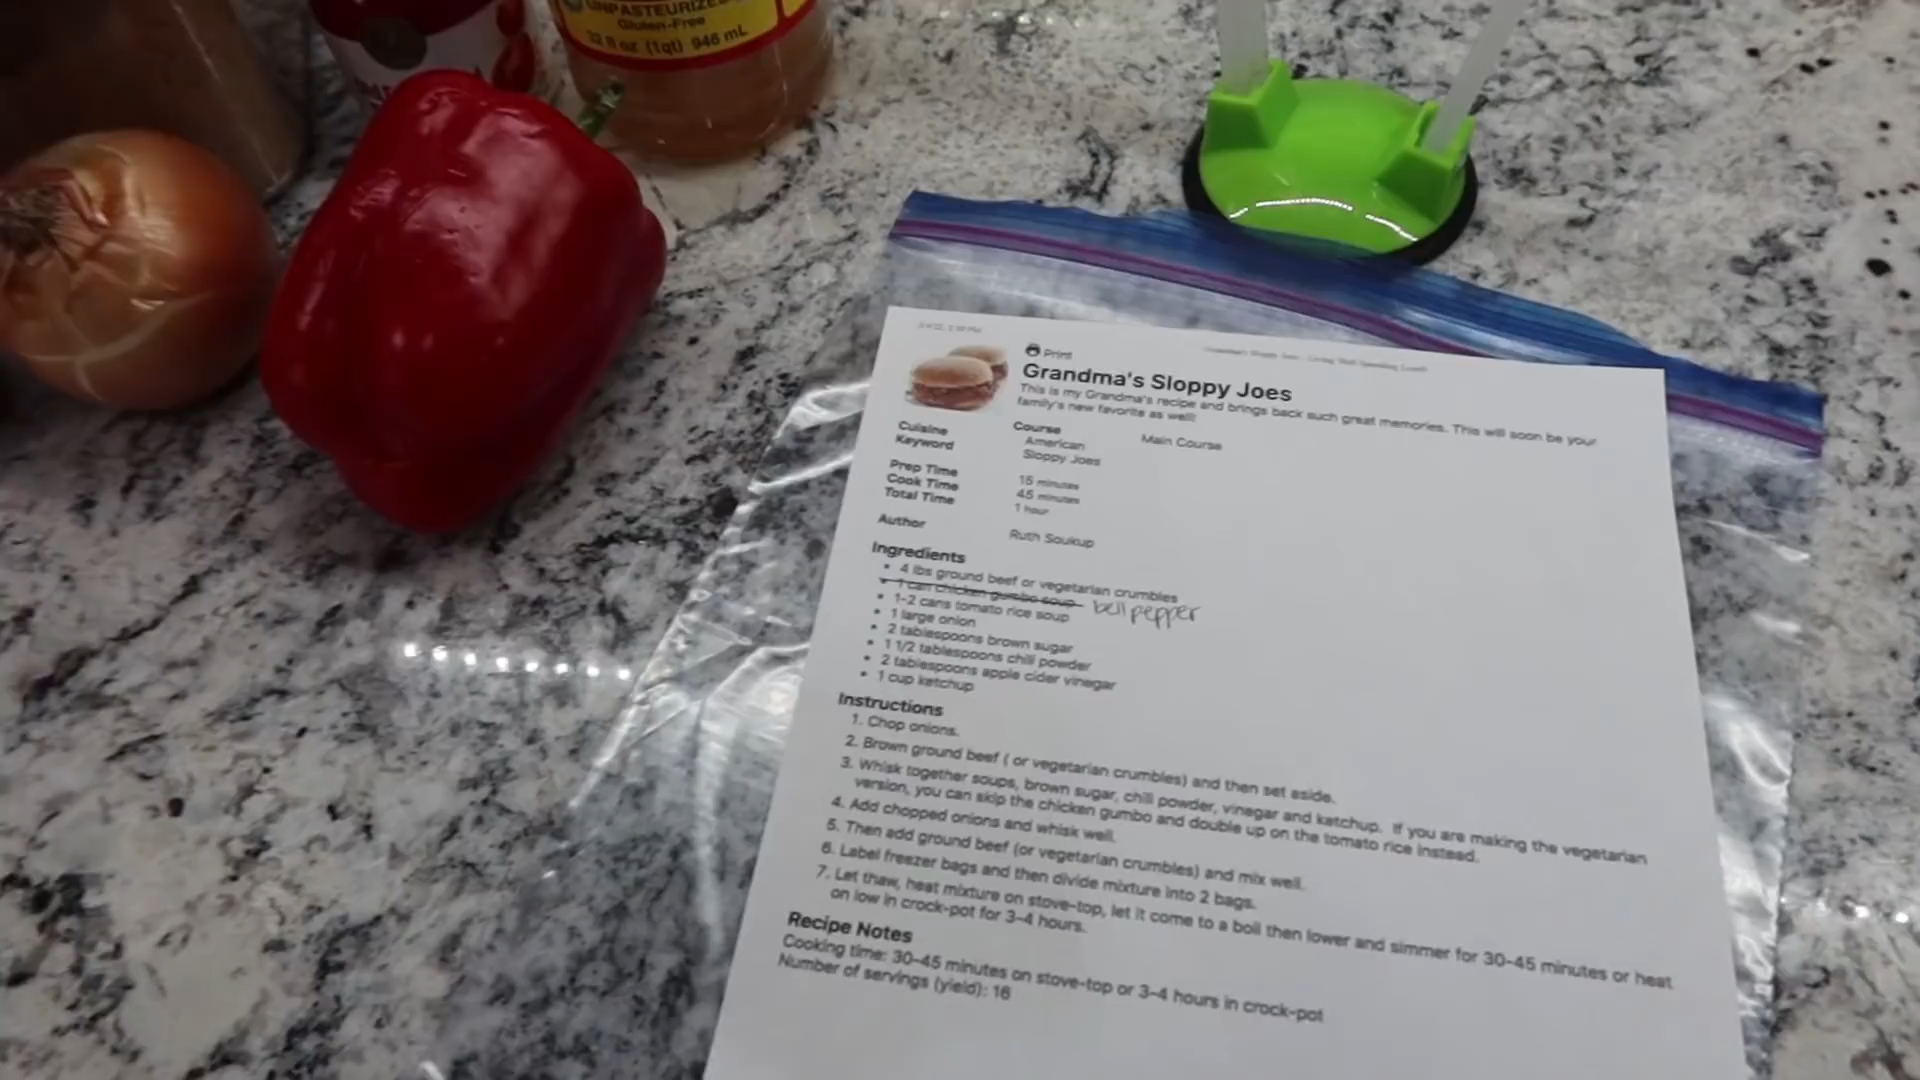 UNPASTEURIZED
Gluten-Free
32 fl oz (1qt) 946 mL
Print
Grandma's Sloppy Joes
This is my Grandma's recipe and brings back such great memories. This will soon be your
family's new favorite as well!
Cuisine Course
Keyword American Main Course
Sloppy Joes
Prep Time 15 minutes
Cook Time 45 minutes
Total Time 1 hour
Author Ruth Soukup
Ingredients
• 4 lbs ground beef or vegetarian crumbles
• 1 can chicken gumbo soup bell pepper
• 1-2 cans tomato rice soup
• 1 large onion
• 2 tablespoons brown sugar
• 1 1/2 tablespoons chili powder
• 2 tablespoons apple cider vinegar
• 1 cup ketchup
Instructions
1. Chop onions.
2. Brown ground beef ( or vegetarian crumbles) and then set aside.
3. Whisk together soups, brown sugar, chili powder, vinegar and ketchup. If you are making the vegetarian
version, you can skip the chicken gumbo and double up on the tomato rice instead.
4. Add chopped onions and whisk well.
5. Then add ground beef (or vegetarian crumbles) and mix well.
6. Label freezer bags and then divide mixture into 2 bags.
7. Let thaw, heat mixture on stove-top, let it come to a boil then lower and simmer for 30-45 minutes or heat
on low in crock-pot for 3-4 hours.
Recipe Notes
Cooking time: 30-45 minutes on stove-top or 3-4 hours in crock-pot
Number of servings (yield): 16